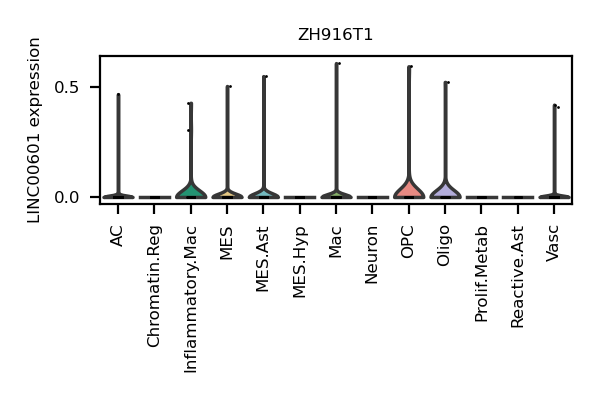 ZH916T1
LINC00601 expression
0.5
0.0
AC
Chromatin.Reg
Inflammatory.Mac
MES
MES.Ast
MES.Hyp
Mac
Neuron
OPC
Oligo
Prolif.Metab
Reactive.Ast
Vasc